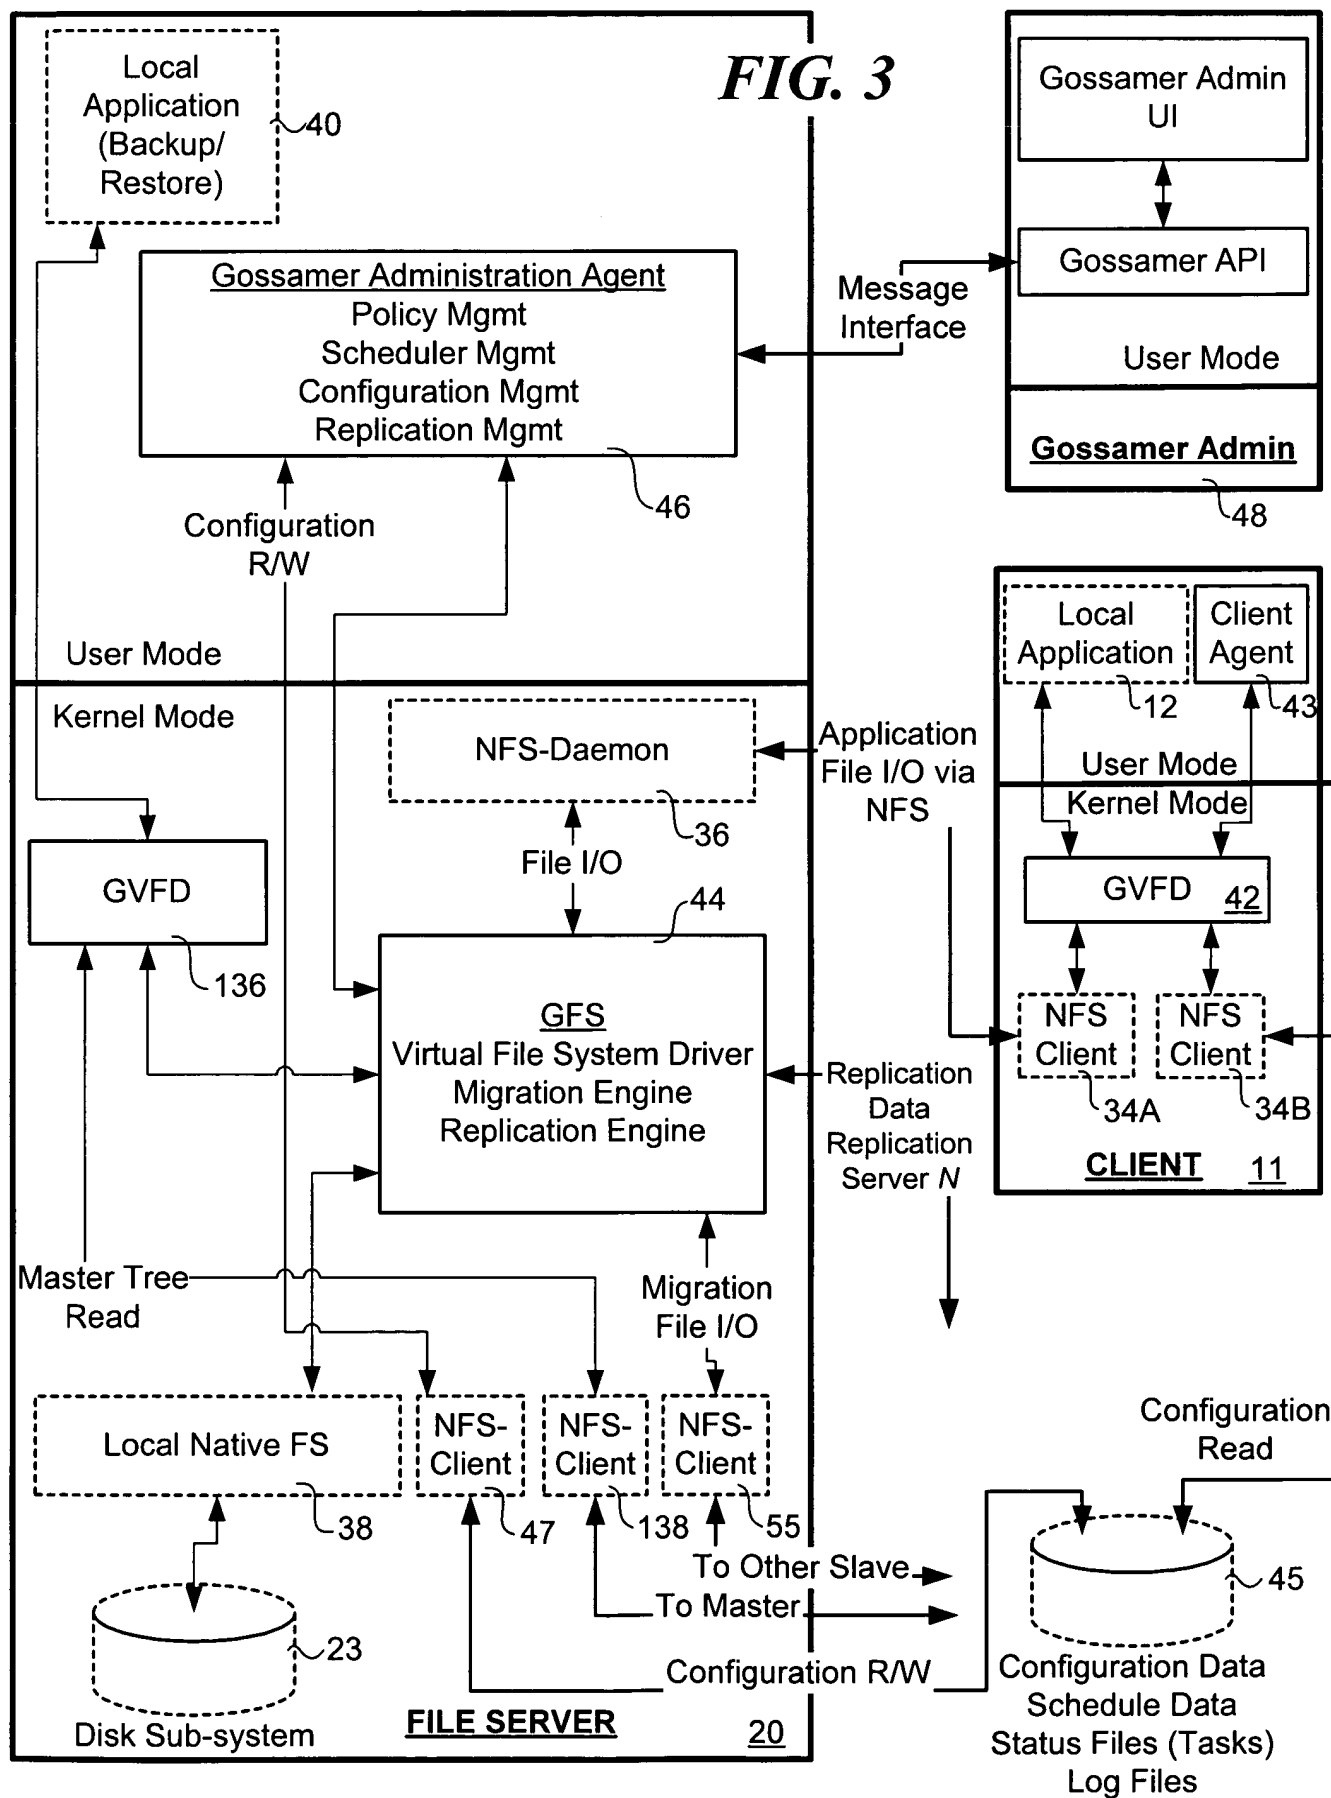 FIG. 3
Local
Application
(Backup/
Restore)
40
Gossamer Administration Agent
Policy Mgmt
Scheduler Mgmt
Configuration Mgmt
Replication Mgmt
46
Configuration
R/W
User Mode
Kernel Mode
Message
Interface
Gossamer Admin
UI
Gossamer API
User Mode
Gossamer Admin
48
Local
Application
12
Client
Agent
43
User Mode
Kernel Mode
GVFD
42
NFS
Client
34A
NFS
Client
34B
CLIENT
11
NFS-Daemon
36
Application
File I/O via
NFS
File I/O
GVFD
136
44
GFS
Virtual File System Driver
Migration Engine
Replication Engine
Replication
Data
Replication
Server N
Master Tree
Read
Migration
File I/O
Local Native FS
38
NFS-
Client
47
NFS-
Client
138
NFS-
Client
55
To Other Slave
To Master
Configuration R/W
23
Disk Sub-system
FILE SERVER
20
Configuration
Read
45
Configuration Data
Schedule Data
Status Files (Tasks)
Log Files